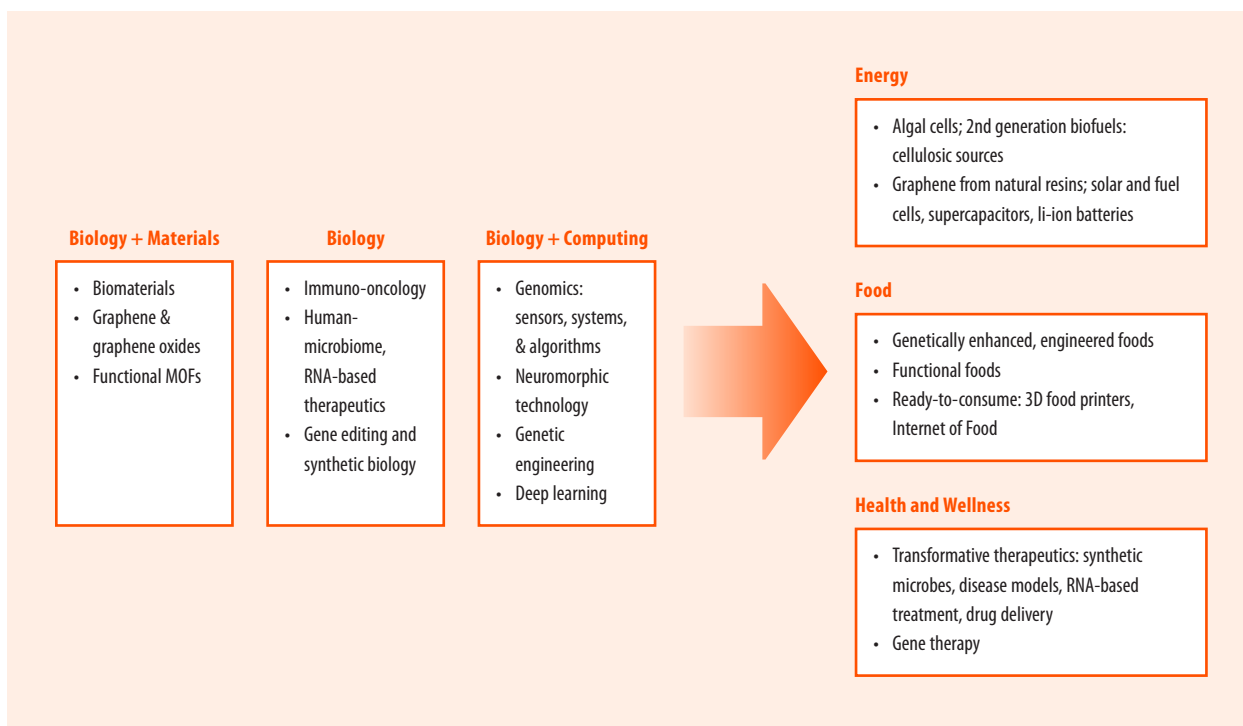 Biology + Materials
• Biomaterials
• Graphene &
graphene oxides
• Functional MOFs
Biology
• Immuno-oncology
• Human-
microbiome,
RNA-based
therapeutics
• Gene editing and
synthetic biology
Biology + Computing
• Genomics:
sensors, systems,
& algorithms
• Neuromorphic
technology
• Genetic
engineering
• Deep learning
Energy
• Algal cells; 2nd generation biofuels:
cellulosic sources
• Graphene from natural resins; solar and fuel
cells, supercapacitors, li-ion batteries
Food
• Genetically enhanced, engineered foods
• Functional foods
• Ready-to-consume: 3D food printers,
Internet of Food
Health and Wellness
• Transformative therapeutics: synthetic
microbes, disease models, RNA-based
treatment, drug delivery
• Gene therapy